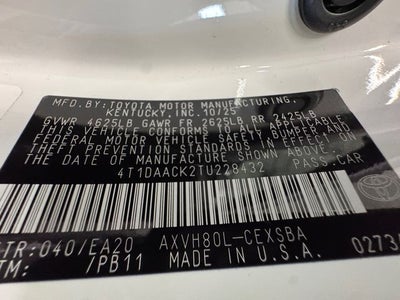 MFD.BY:TOYOTA MOTOR MANUFACTURING.
KENTUCKY, INC. 10/25
GVWR 4625LB GAWR FR 2625LB RR 2425LB
THIS VEHICLE CONFORMS TO ALL
FEDERAL MOTOR VEHICLE SAFETY, BUMPER, AND
THEFT PREVENTION STANDARDS IN EFFECT ON
THE DATE OF MANUFACTURE SHOWN ABOVE.
4T1DAACK2TU228432 PASS.CAR
TR:040/EA20 AXVH80L-CEXSBA
TM: /PB11 MADE IN U.S.A. 0273